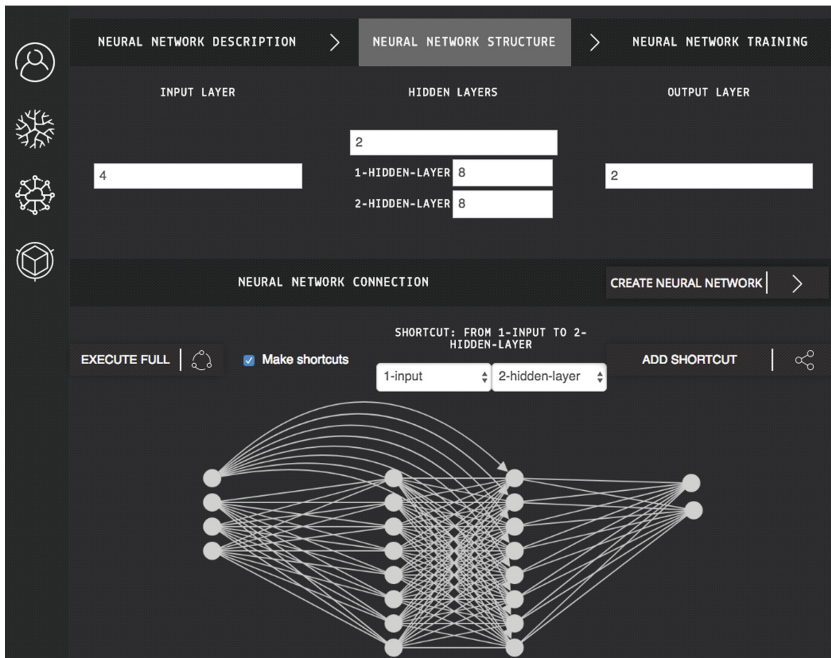 NEURAL NETWORK DESCRIPTION
NEURAL NETWORK STRUCTURE
NEURAL NETWORK TRAINING
INPUT LAYER
HIDDEN LAYERS
OUTPUT LAYER
2
4
1-HIDDEN-LAYER 8
2
2-HIDDEN-LAYER 8
NEURAL NETWORK CONNECTION
CREATE NEURAL NETWORK
SHORTCUT: FROM 1-INPUT TO 2-
HIDDEN-LAYER
EXECUTE FULL
Make shortcuts
ADD SHORTCUT
1-input
2-hidden-layer